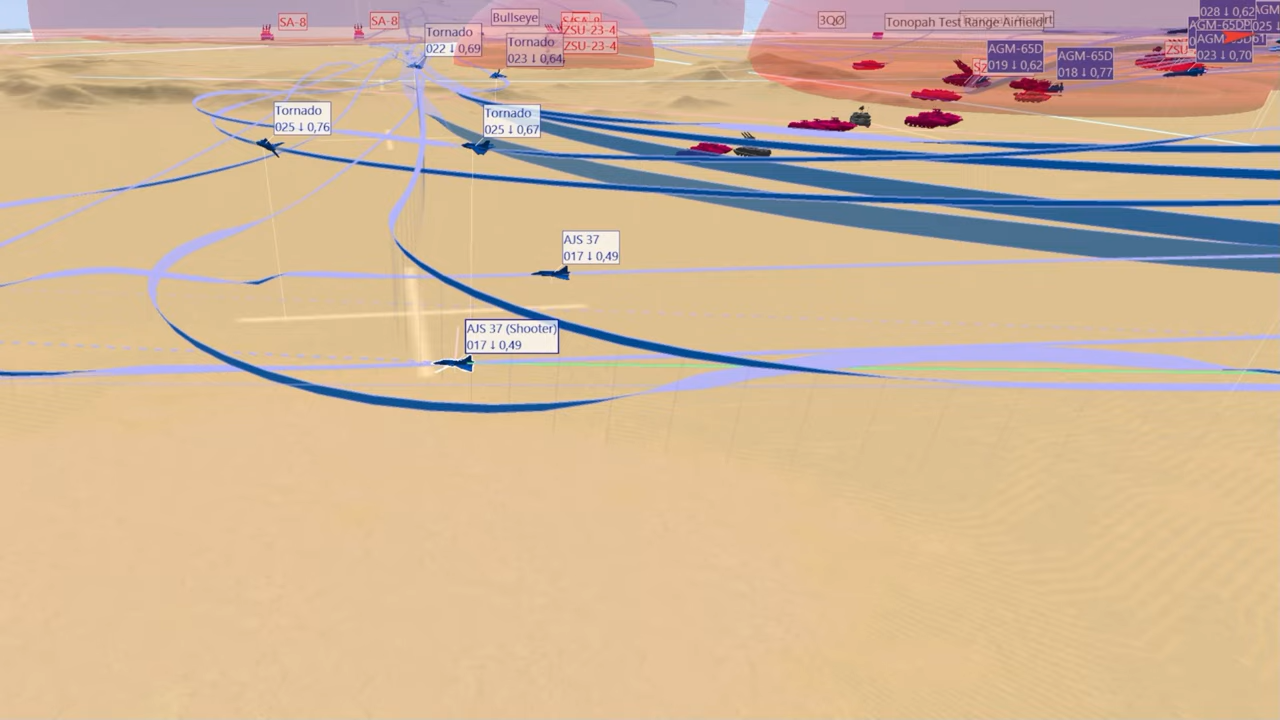 SA-8
SA-8
Bullseye
Tornado
022 ↓ 0,69
Tornado
023 ↓ 0,64
ZSU-23-4
ZSU-23-4
3QØ
Tonopah Test Range Airfield
AGM-65D
019 ↓ 0,62
AGM-65D
018 ↓ 0,77
028 ↓ 0,62
AGM
025 ↓
ZSU
023 ↓ 0,70
Tornado
025 ↓ 0,76
Tornado
025 ↓ 0,67
AJS 37
017 ↓ 0,49
AJS 37 (Shooter)
017 ↓ 0,49